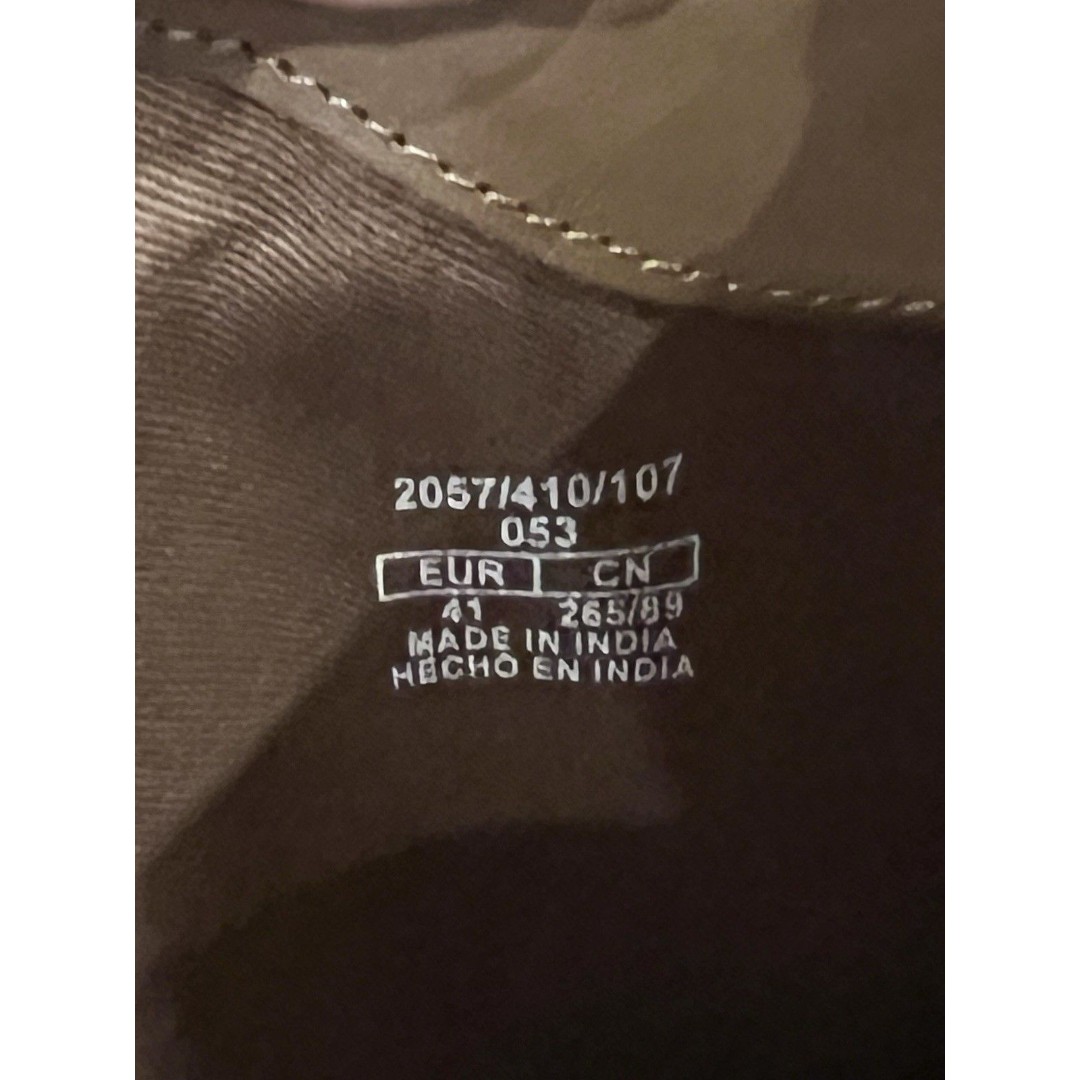 2057/410/107
053
EUR CN
41 265/89
MADE IN INDIA
HECHO EN INDIA